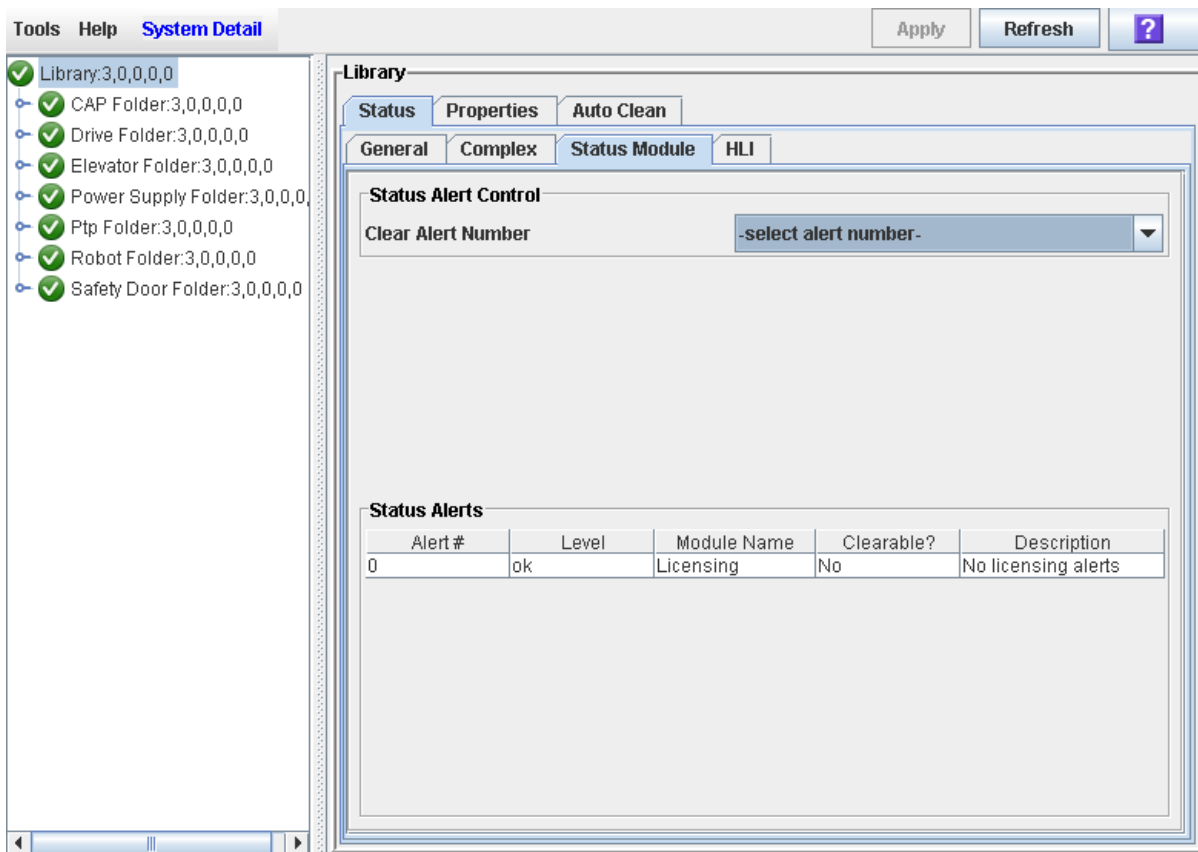 Tools Help System Detail Apply Refresh ?
Library:3,0,0,0,0
CAP Folder:3,0,0,0,0
Drive Folder:3,0,0,0,0
Elevator Folder:3,0,0,0,0
Power Supply Folder:3,0,0,0,
Ptp Folder:3,0,0,0,0
Robot Folder:3,0,0,0,0
Safety Door Folder:3,0,0,0,0
Library
Status Properties Auto Clean
General Complex Status Module HLI
Status Alert Control
Clear Alert Number -select alert number-
Status Alerts
Alert # Level Module Name Clearable? Description
0 ok Licensing No No licensing alerts